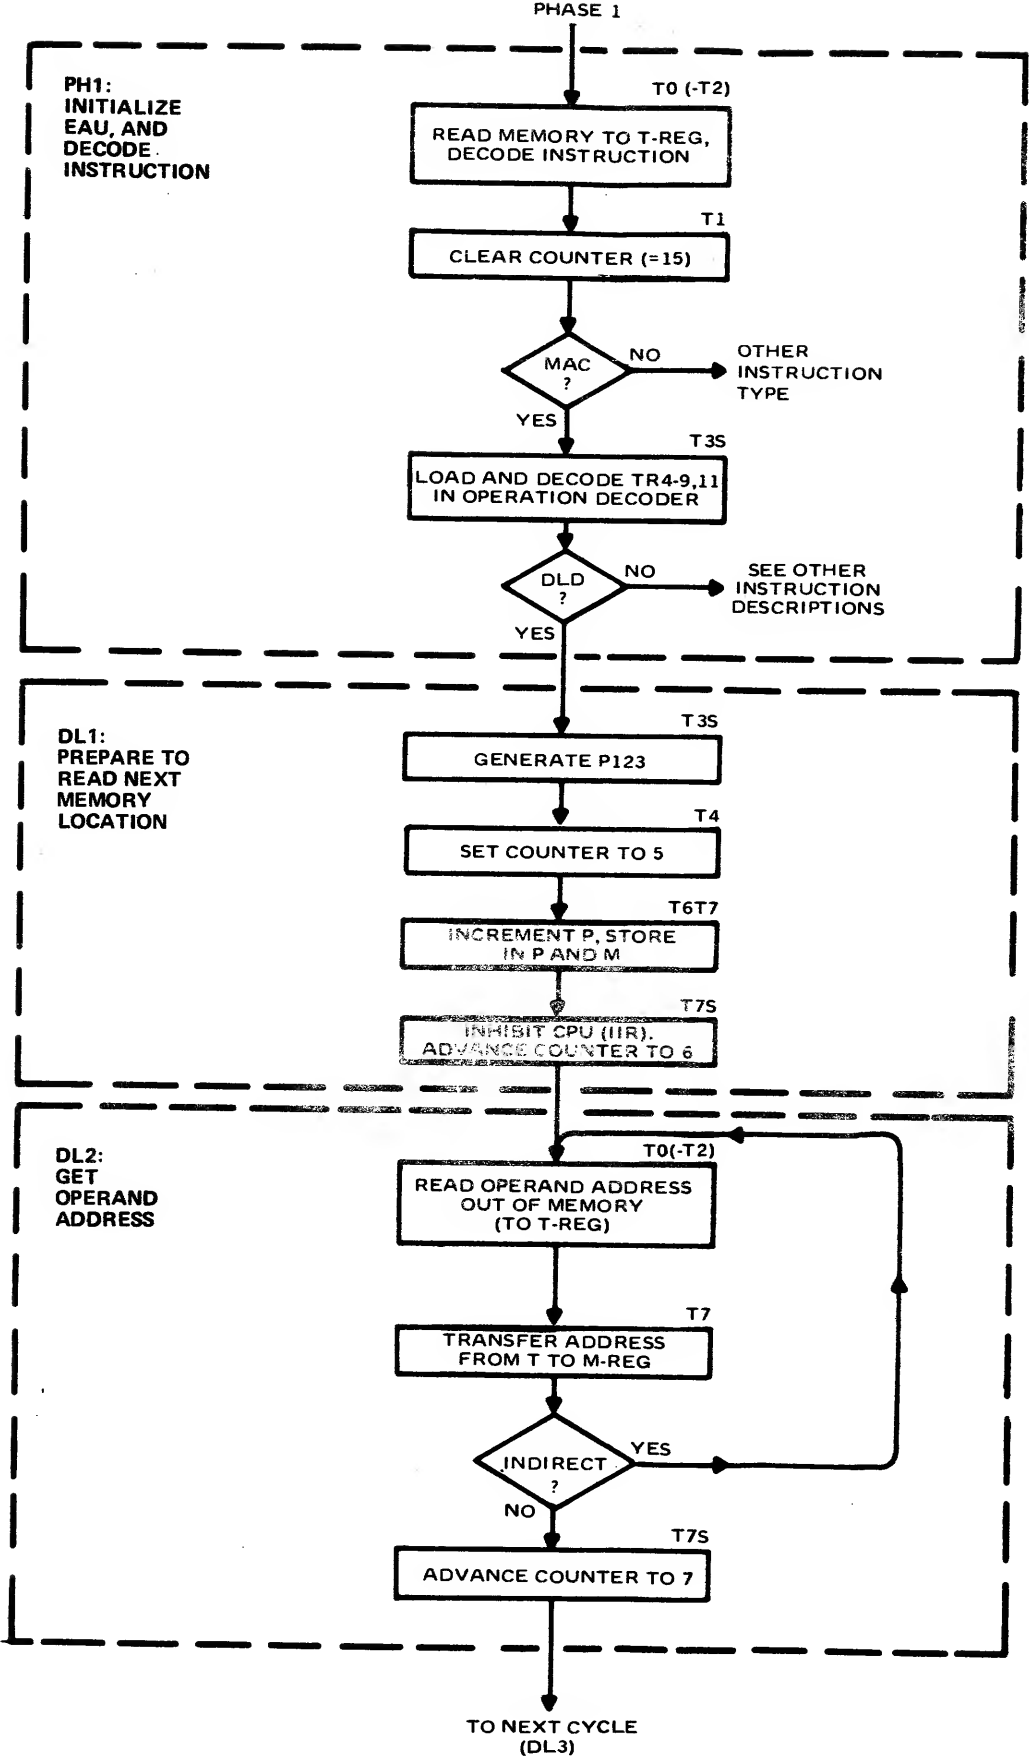 PHASE 1
PH1:
INITIALIZE
EAU, AND
DECODE
INSTRUCTION
T0 (-T2)
READ MEMORY TO T-REG,
DECODE INSTRUCTION
T1
CLEAR COUNTER (=15)
MAC
?
NO
OTHER
INSTRUCTION
TYPE
YES
T3S
LOAD AND DECODE TR4-9,11
IN OPERATION DECODER
DLD
?
NO
SEE OTHER
INSTRUCTION
DESCRIPTIONS
YES
DL1:
PREPARE TO
READ NEXT
MEMORY
LOCATION
T3S
GENERATE P123
T4
SET COUNTER TO 5
T6T7
INCREMENT P, STORE
IN P AND M
T7S
INHIBIT CPU (IIR).
ADVANCE COUNTER TO 6
DL2:
GET
OPERAND
ADDRESS
T0(-T2)
READ OPERAND ADDRESS
OUT OF MEMORY
(TO T-REG)
T7
TRANSFER ADDRESS
FROM T TO M-REG
INDIRECT
?
YES
NO
T7S
ADVANCE COUNTER TO 7
TO NEXT CYCLE
(DL3)